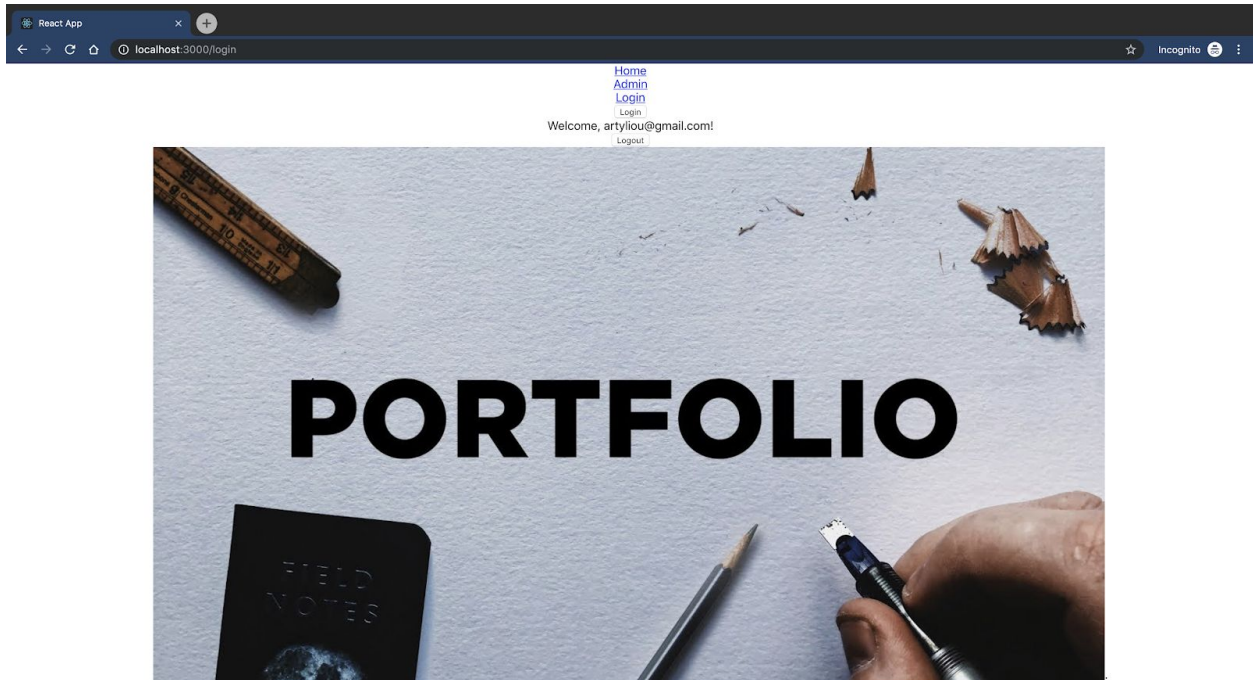 React App
localhost:3000/login
Incognito
Home
Admin
Login
Login
Welcome, artyliou@gmail.com!
Logout
PORTFOLIO
FIELD
NOTES